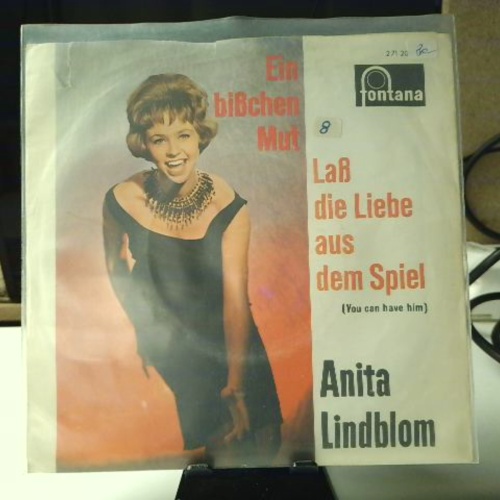 Ein
bißchen
Mut
fontana
8
Laß
die Liebe
aus
dem Spiel
(You can have him)
Anita
Lindblom